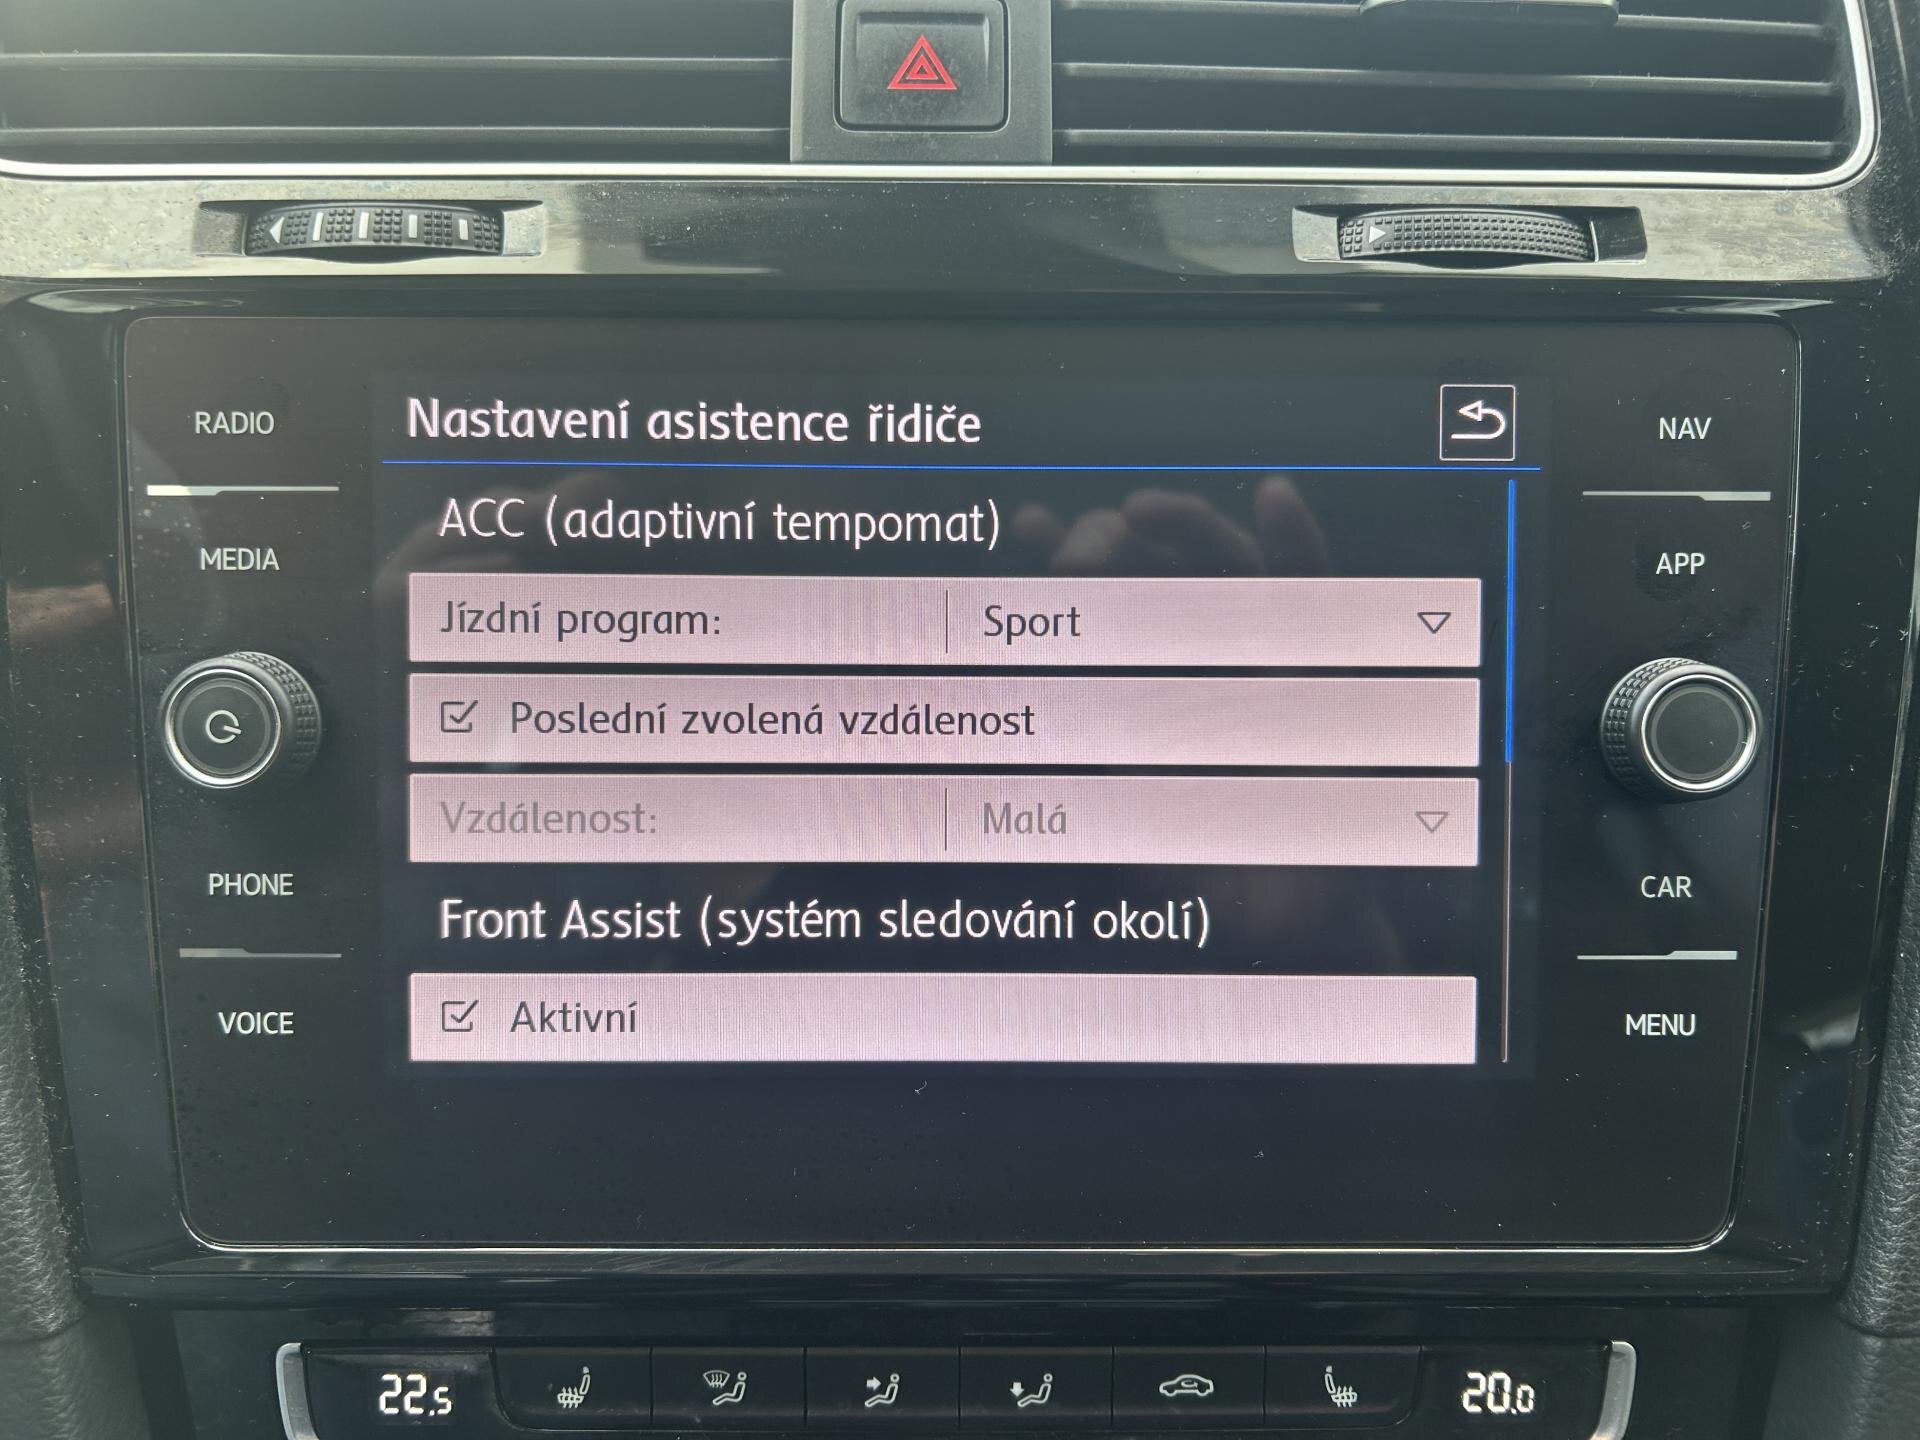 RADIO
MEDIA
PHONE
VOICE
Nastavení asistence řidiče
ACC (adaptivní tempomat)
Jízdní program: Sport
Poslední zvolená vzdálenost
Vzdálenost: Malá
Front Assist (systém sledování okolí)
Aktivní
NAV
APP
CAR
MENU
22.5
20.0